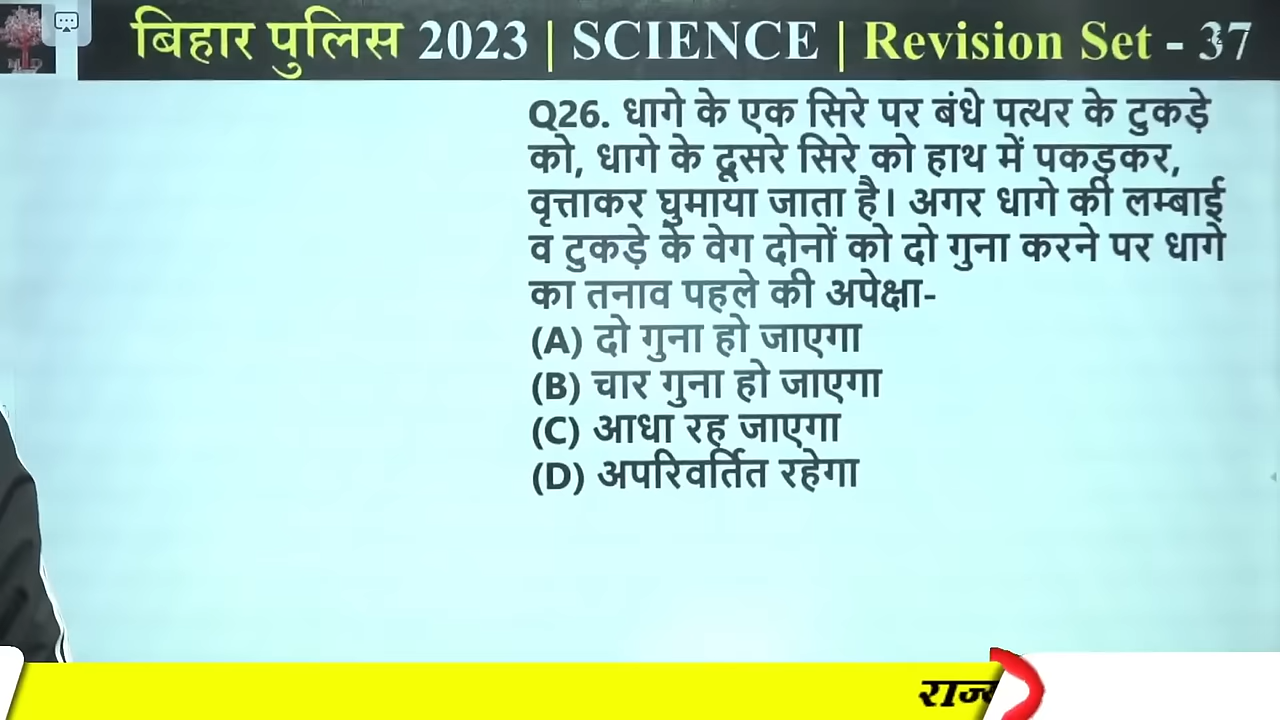 बिहार पुलिस 2023 | SCIENCE | Revision Set - 37
Q26. धागे के एक सिरे पर बंधे पत्थर के टुकड़े
को, धागे के दूसरे सिरे को हाथ में पकड़कर,
वृत्ताकर घुमाया जाता है। अगर धागे की लम्बाई
व टुकड़े के वेग दोनों को दो गुना करने पर धागे
का तनाव पहले की अपेक्षा-
(A) दो गुना हो जाएगा
(B) चार गुना हो जाएगा
(C) आधा रह जाएगा
(D) अपरिवर्तित रहेगा